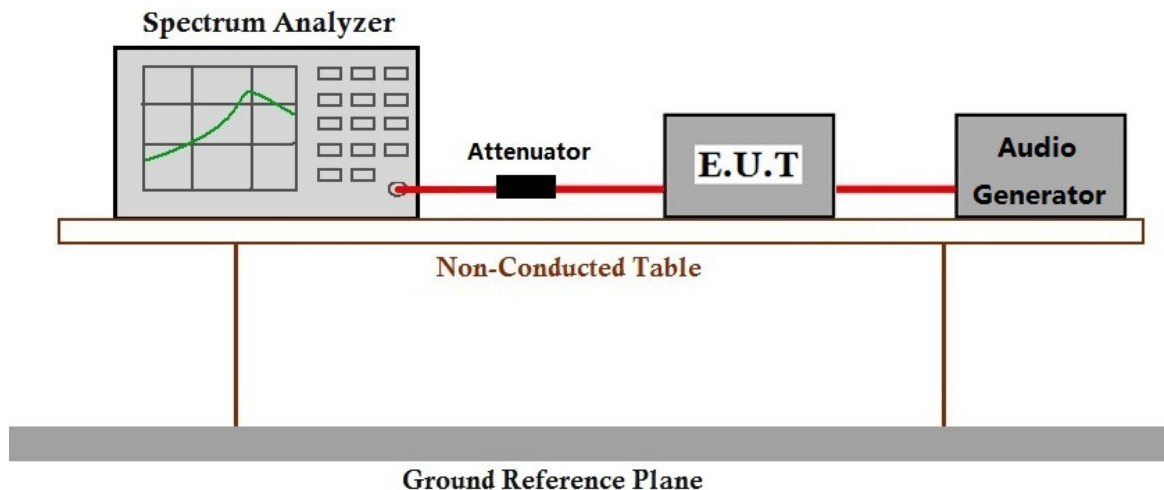 Spectrum Analyzer
Attenuator
E.U.T
Audio
Generator
Non-Conducted Table
Ground Reference Plane